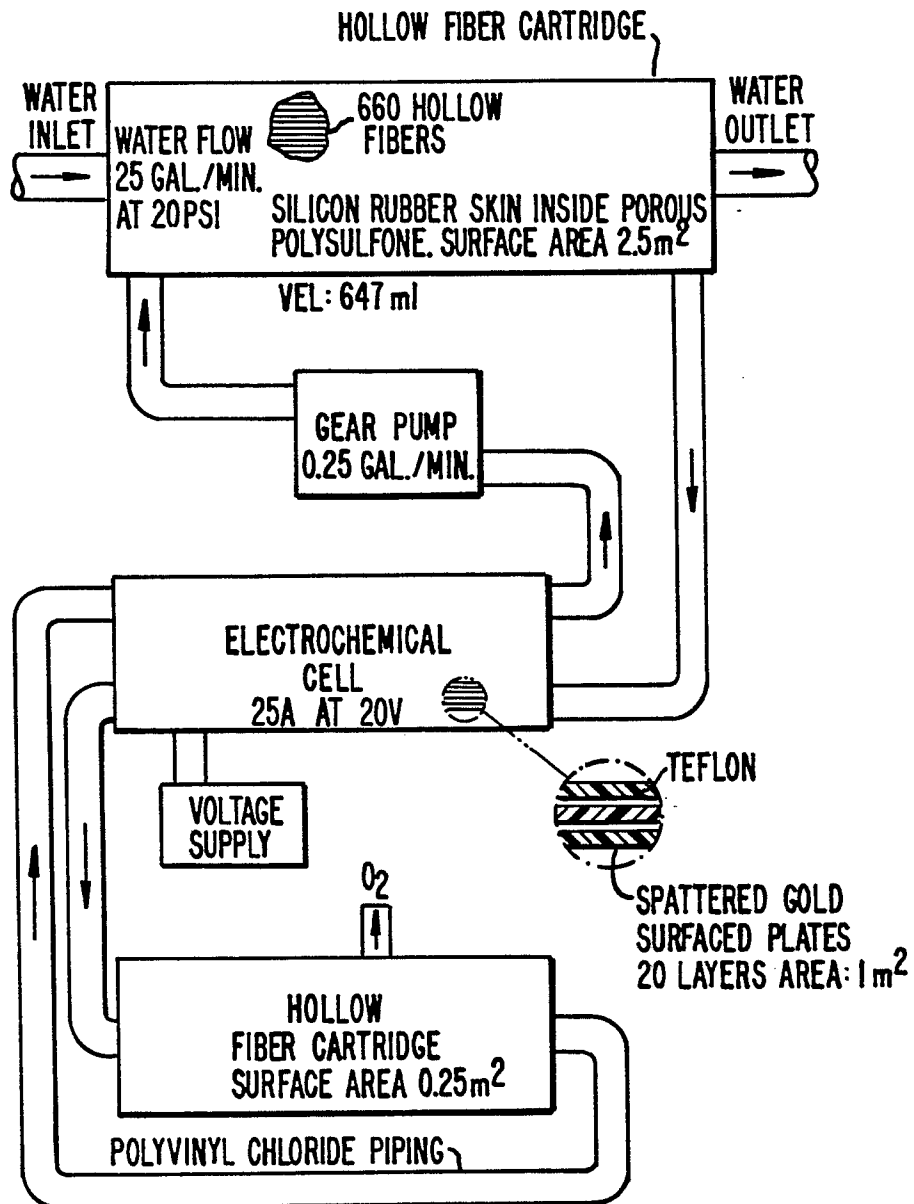 HOLLOW FIBER CARTRIDGE
WATER
INLET
WATER FLOW
25 GAL./MIN.
AT 20PSI
660 HOLLOW
FIBERS
WATER
OUTLET
SILICON RUBBER SKIN INSIDE POROUS
POLYSULFONE. SURFACE AREA 2.5m²
VEL: 647 ml
GEAR PUMP
0.25 GAL./MIN.
ELECTROCHEMICAL
CELL
25A AT 20V
TEFLON
VOLTAGE
SUPPLY
SPATTERED GOLD
SURFACED PLATES
20 LAYERS AREA: 1m²
O2
HOLLOW
FIBER CARTRIDGE
SURFACE AREA 0.25m²
POLYVINYL CHLORIDE PIPING